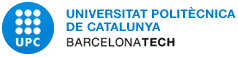 UPC
UNIVERSITAT POLITÈCNICA
DE CATALUNYA
BARCELONATECH